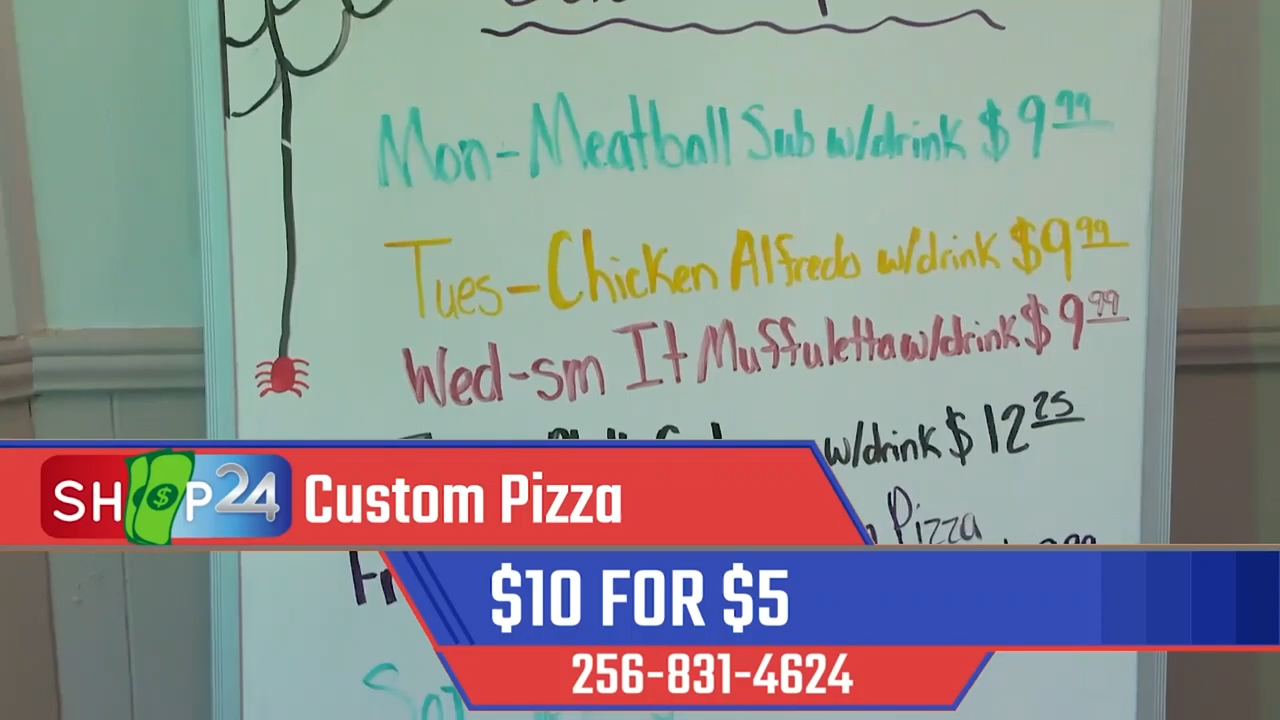 Mon-Meatball Sub w/drink $9.99
Tues-Chicken Alfredo w/drink $9.99
Wed-sm It Muffuletta w/drink $9.99
w/drink $12.25
SHOP24 Custom Pizza
Pizza
$10 FOR $5
256-831-4624